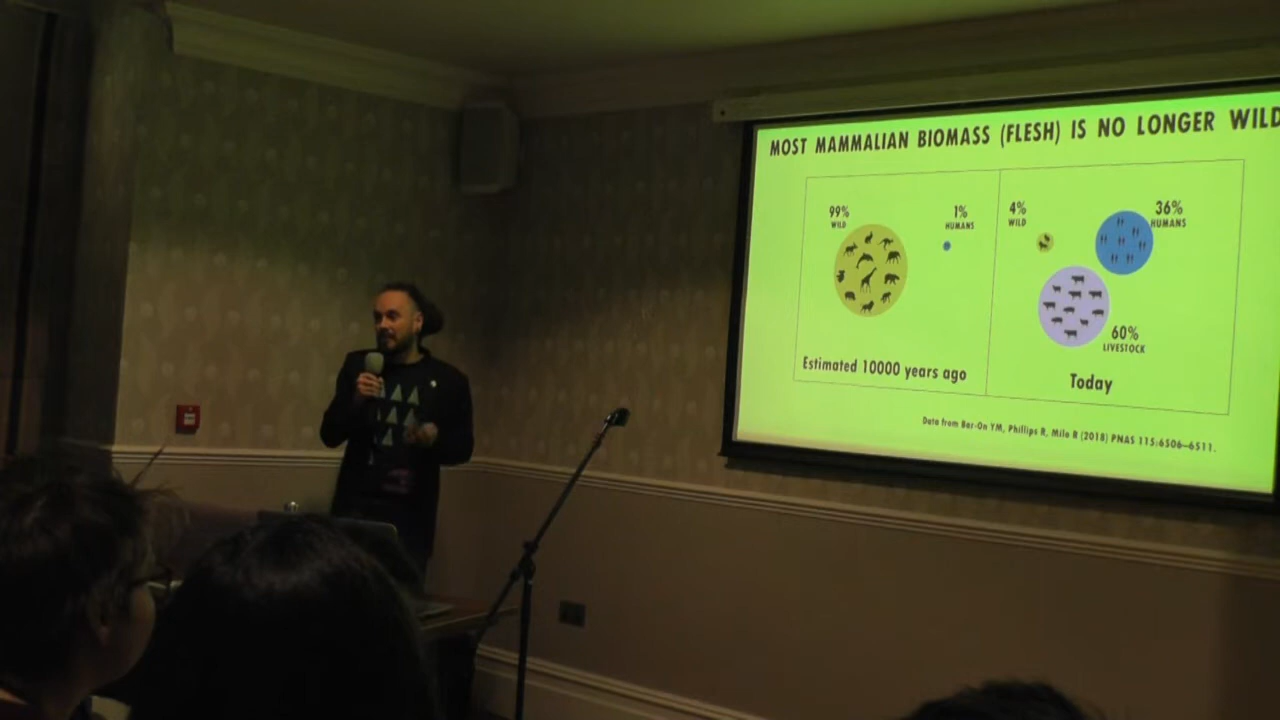 MOST MAMMALIAN BIOMASS (FLESH) IS NO LONGER WILD
99%
WILD
1%
HUMANS
Estimated 10000 years ago
4%
WILD
36%
HUMANS
60%
LIVESTOCK
Today
Data from Bar-On YM, Phillips R, Milo R (2018) PNAS 115:6506–6511.